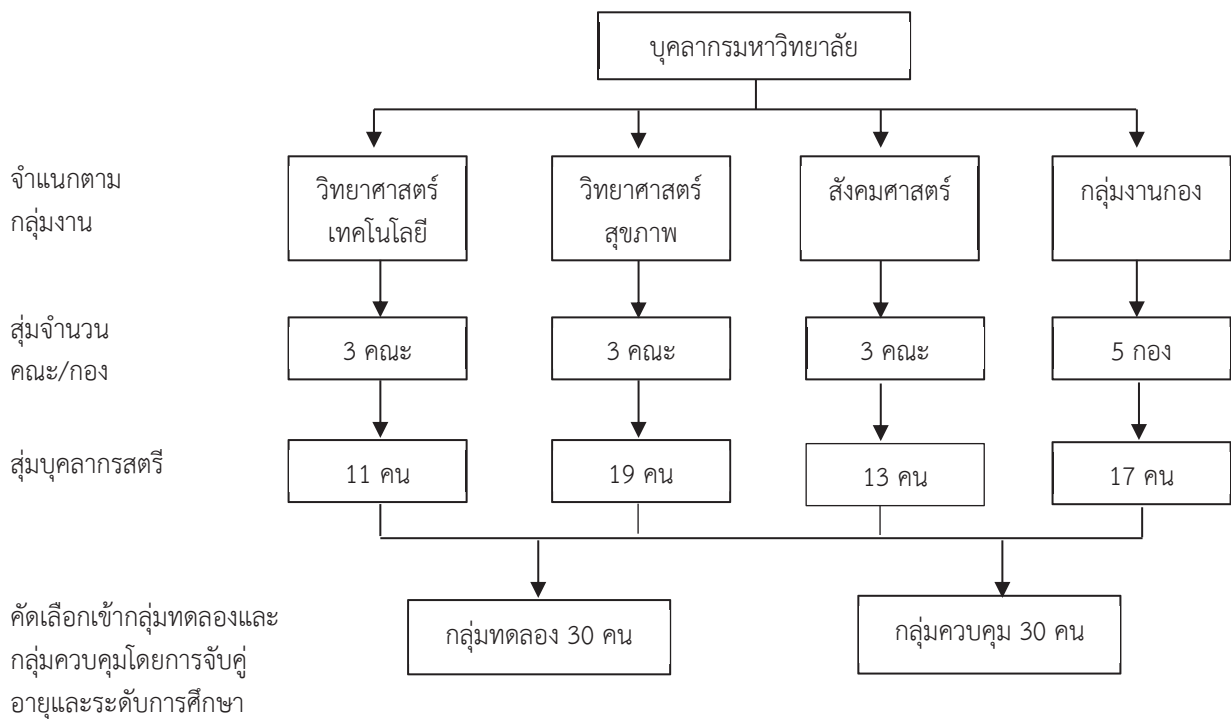 บุคลากรมหาวิทยาลัย
จำแนกตาม
กลุ่มงาน
วิทยาศาสตร์
เทคโนโลยี
วิทยาศาสตร์
สุขภาพ
สังคมศาสตร์
กลุ่มงานกอง
สุ่มจำนวน
คณะ/กอง
3 คณะ
3 คณะ
3 คณะ
5 กอง
สุ่มบุคลากรสตรี
11 คน
19 คน
13 คน
17 คน
คัดเลือกเข้ากลุ่มทดลองและ
กลุ่มควบคุมโดยการจับคู่
อายุและระดับการศึกษา
กลุ่มทดลอง 30 คน
กลุ่มควบคุม 30 คน